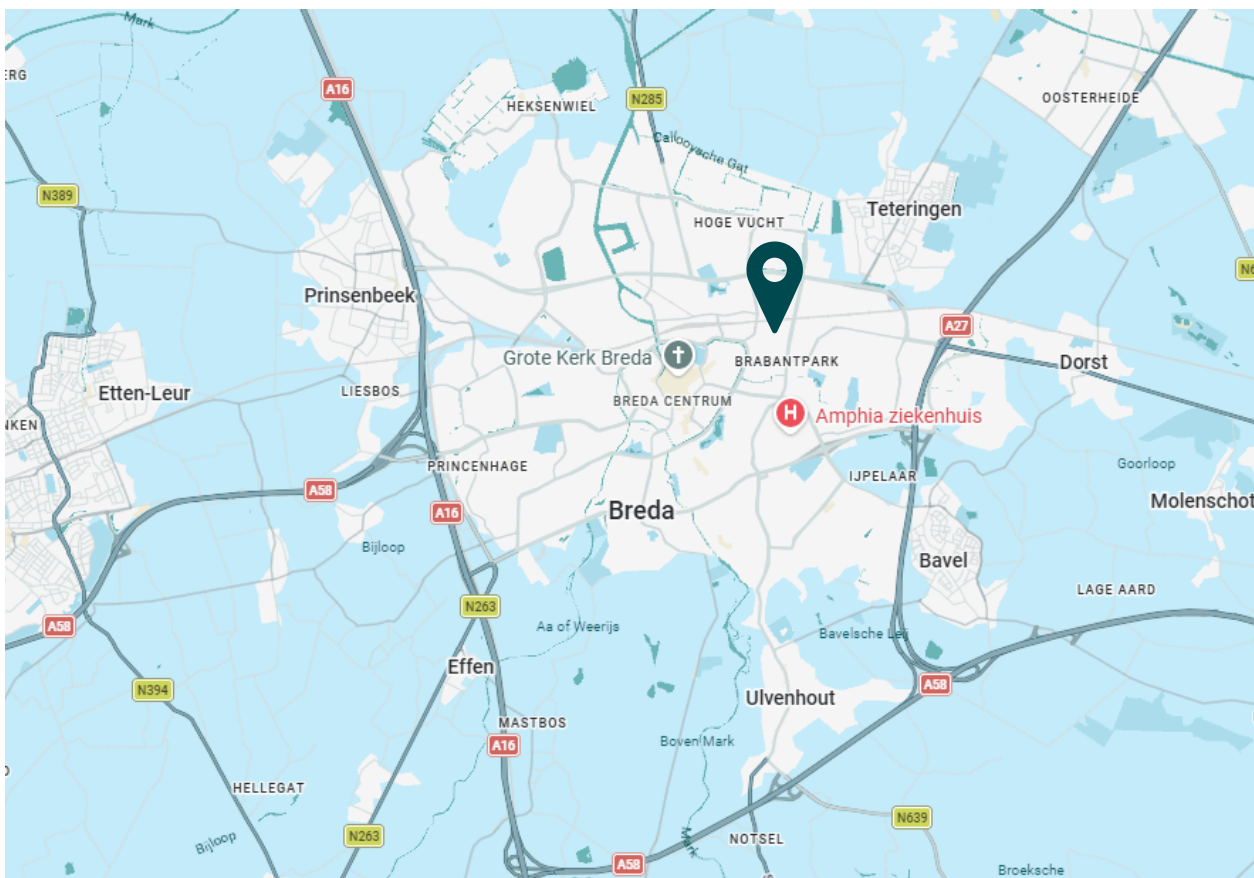 Mark
ERG
A16
HEKSENWIEL
N285
OOSTERHEIDE
Callooysche Gat
N389
HOGE VUCHT
Teteringen
Prinsenbeek
N6
A27
Grote Kerk Breda
BRABANTPARK
Dorst
Etten-Leur
LIESBOS
BREDA CENTRUM
H
Amphia ziekenhuis
NKEN
PRINCENHAGE
IJPELAAR
Goorloop
A58
A16
Breda
Molenschot
Bijloop
Bavel
N263
LAGE AARD
A58
Aa of Weerijs
Bavelsche Leij
Effen
N394
A58
Ulvenhout
MASTBOS
A16
Boven Mark
HELLEGAT
N263
Bijloop
Mark
NOTSEL
N639
A58
Broeksche